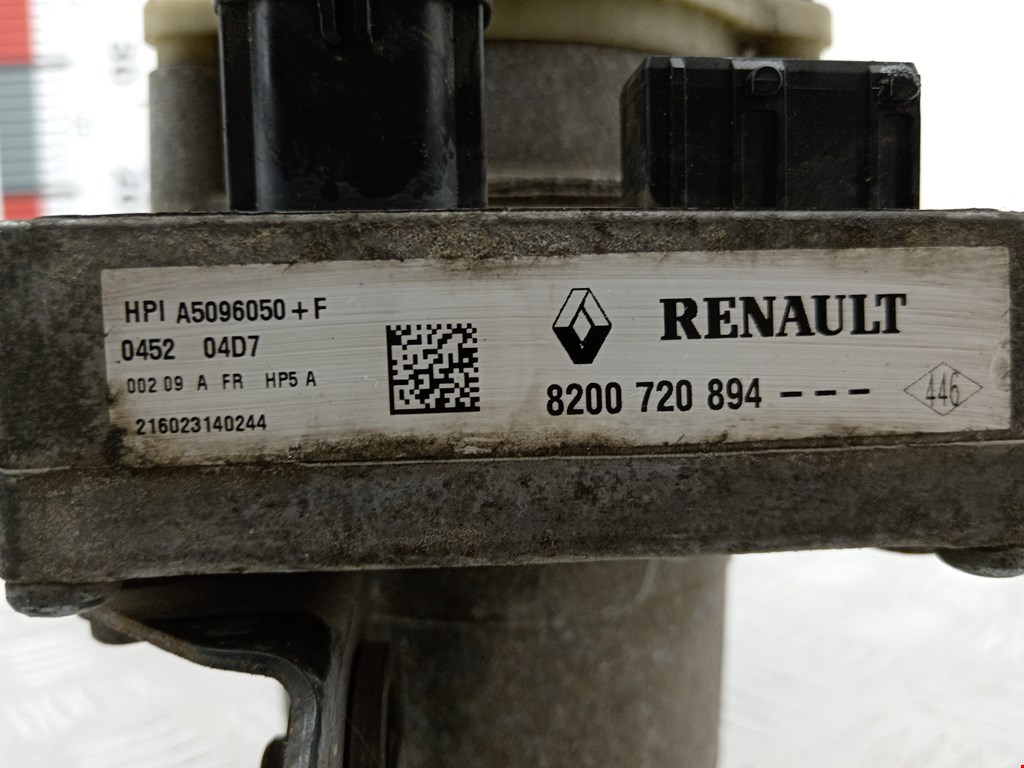 HPI A5096050+F
0452 04D7
002 09 A FR HP5 A
216023140244
RENAULT
8200 720 894 ---
446